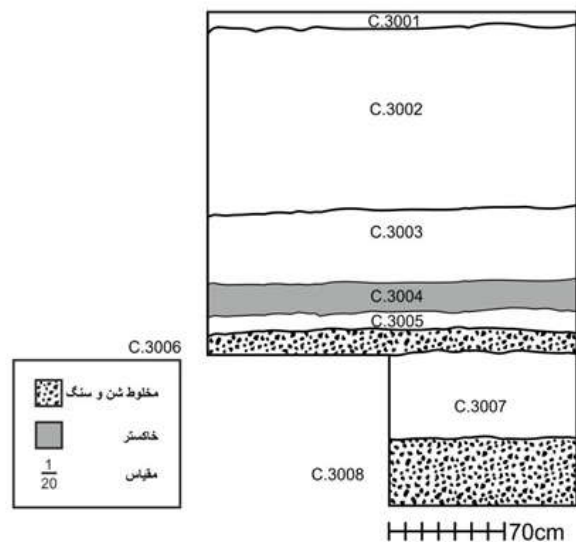 C.3001
C.3002
C.3003
C.3004
C.3005
C.3006
C.3007
C.3008
مخلوط شن و سنگ
خاکستر
مقیاس 1/20
70cm